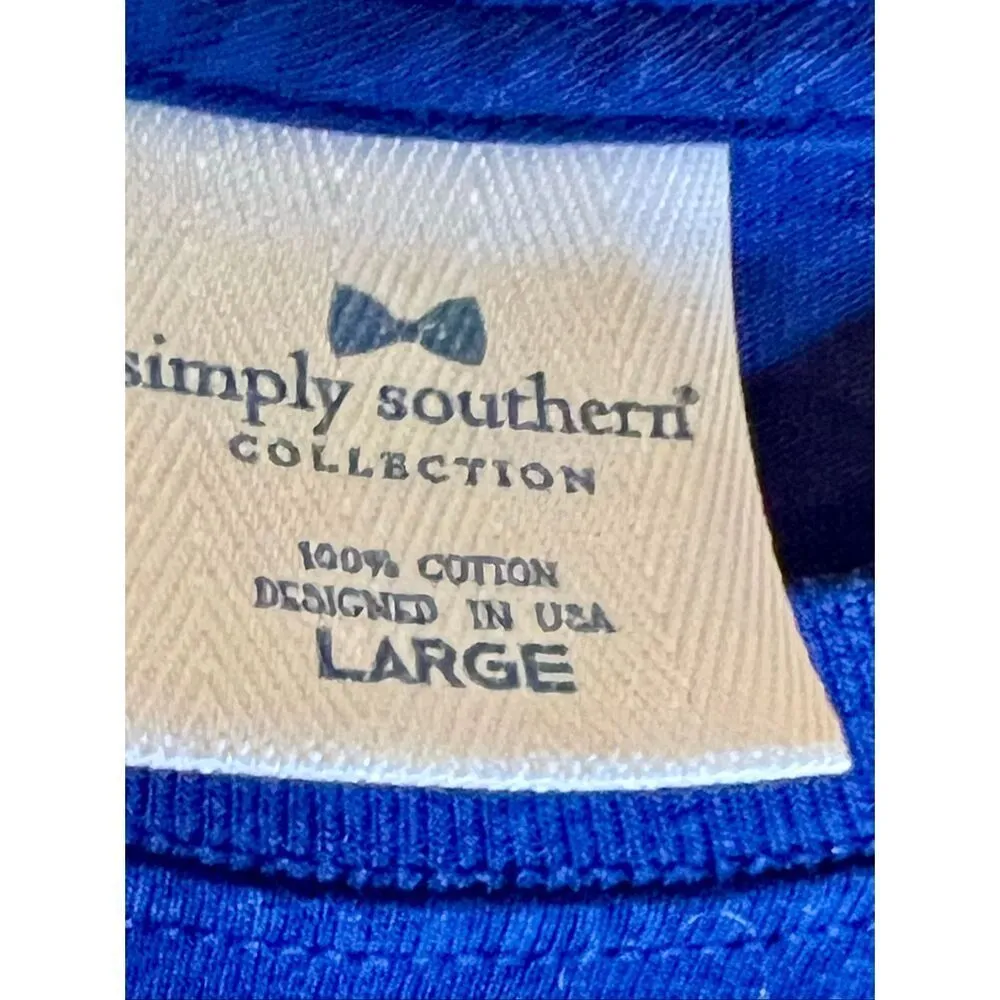 simply southern®
COLLECTION
100% COTTON
DESIGNED IN USA
LARGE